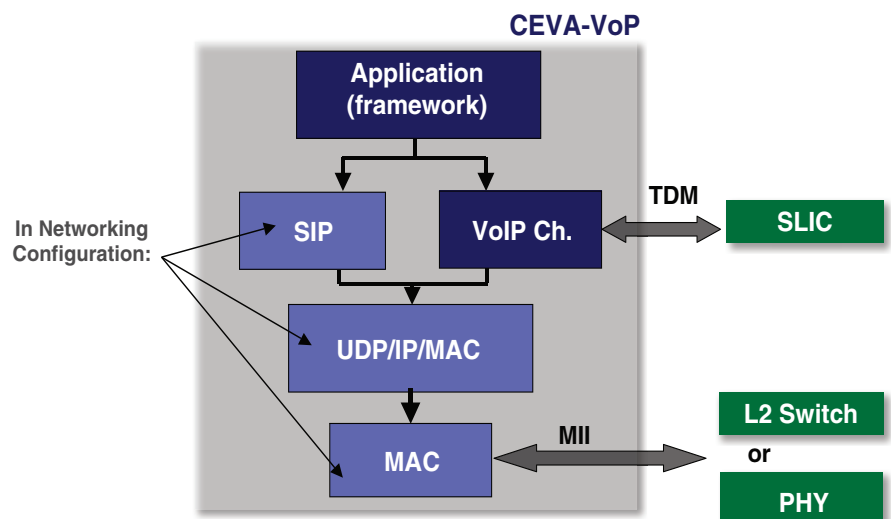 CEVA-VoP
Application
(framework)
TDM
In Networking
Configuration:
SIP
VoIP Ch.
SLIC
UDP/IP/MAC
L2 Switch
MII
or
MAC
PHY